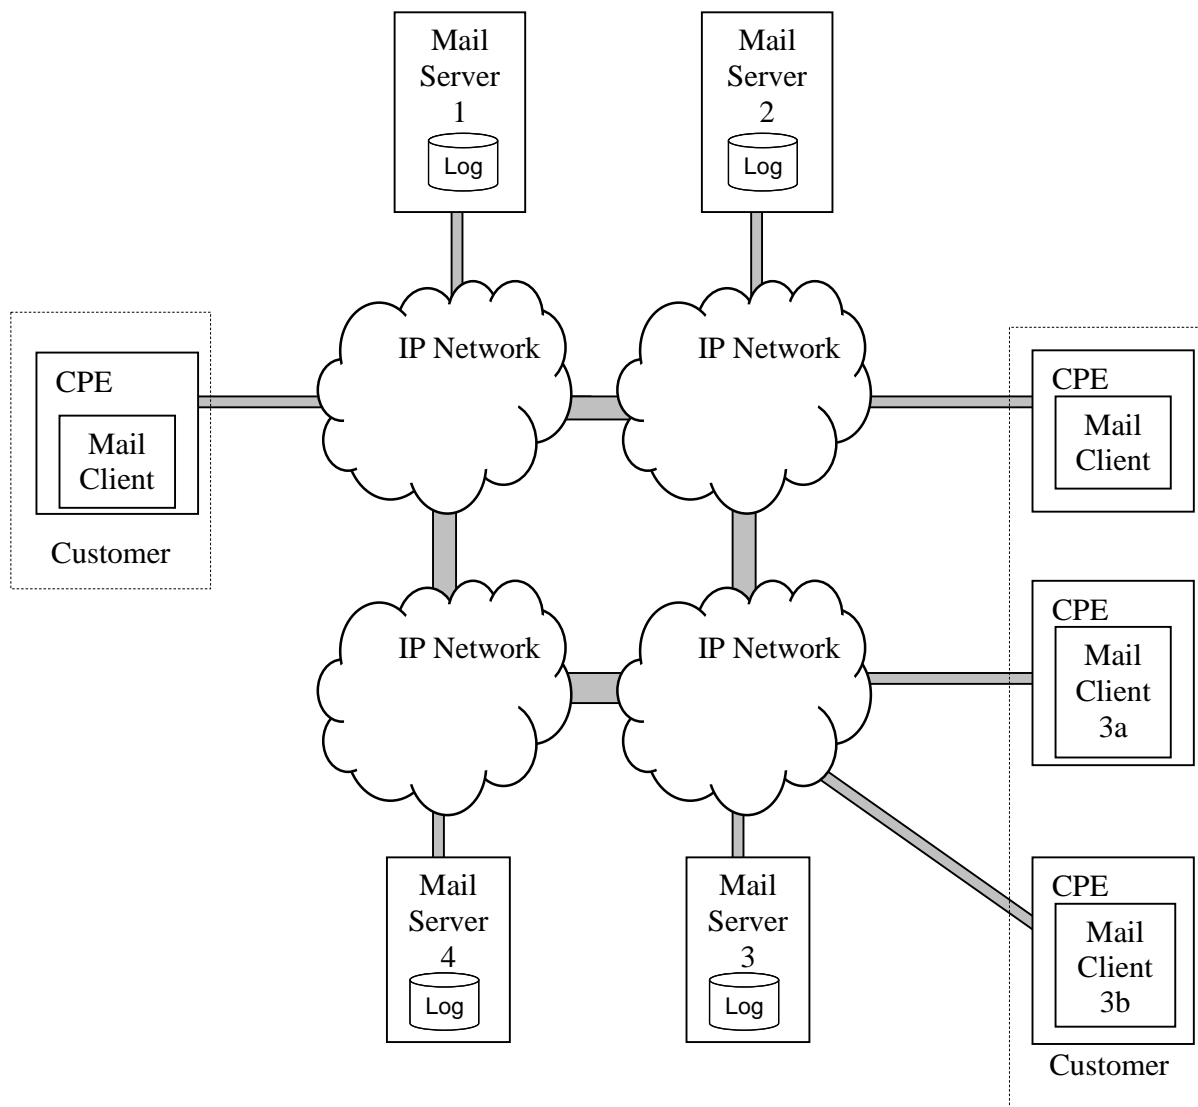 Mail
Server
1
Log
Mail
Server
2
Log
IP Network
IP Network
CPE
Mail
Client
Customer
CPE
Mail
Client
IP Network
IP Network
CPE
Mail
Client
3a
Mail
Server
4
Log
Mail
Server
3
Log
CPE
Mail
Client
3b
Customer